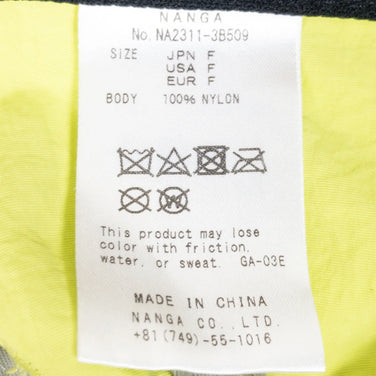 NANGA
No. NA2311-3B509
SIZE JPN F
USA F
EUR F
BODY 100% NYLON
W
This product may lose
color with friction,
water, or sweat. GA-03E
MADE IN CHINA
NANGA CO., LTD.
+81 (749)-55-1016